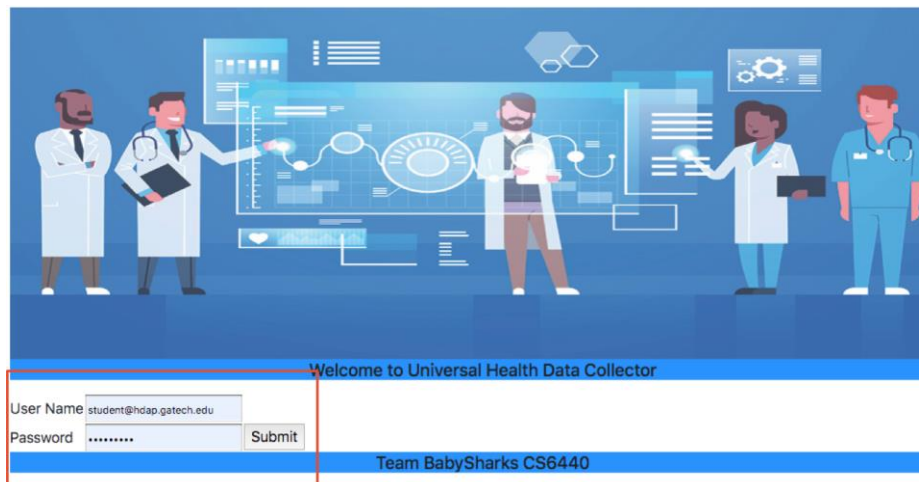 Welcome to Universal Health Data Collector
User Name student@hdap.gatech.edu
Password ••••••••• Submit
Team BabySharks CS6440